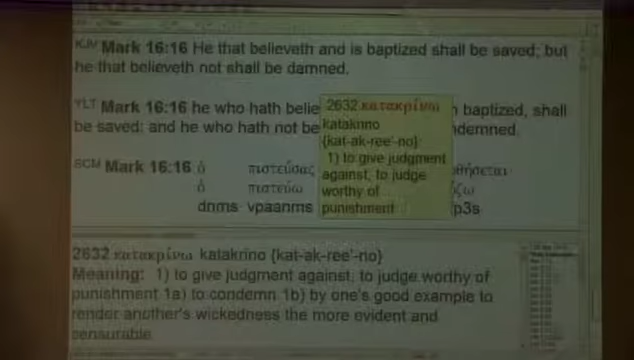 KJV Mark 16:16 He that believeth and is baptized shall be saved; but
he that believeth not shall be damned.
YLT Mark 16:16 he who hath belie
n baptized, shall
be saved; and he who hath not be
ndemned.
2632 κατακρίνω
katakrino
{kat-ak-ree'-no}
1) to give judgment
against, to judge
worthy of
punishment
Mark 16:16 ὁ πιστεύσας
θήσεται
ὁ πιστεύω
ζω
dnms vpaanms
p3s
2632 κατακρίνω katakrino {kat-ak-ree'-no}
Meaning: 1) to give judgment against, to judge worthy of
punishment 1a) to condemn 1b) by one's good example to
render another's wickedness the more evident and
censurable